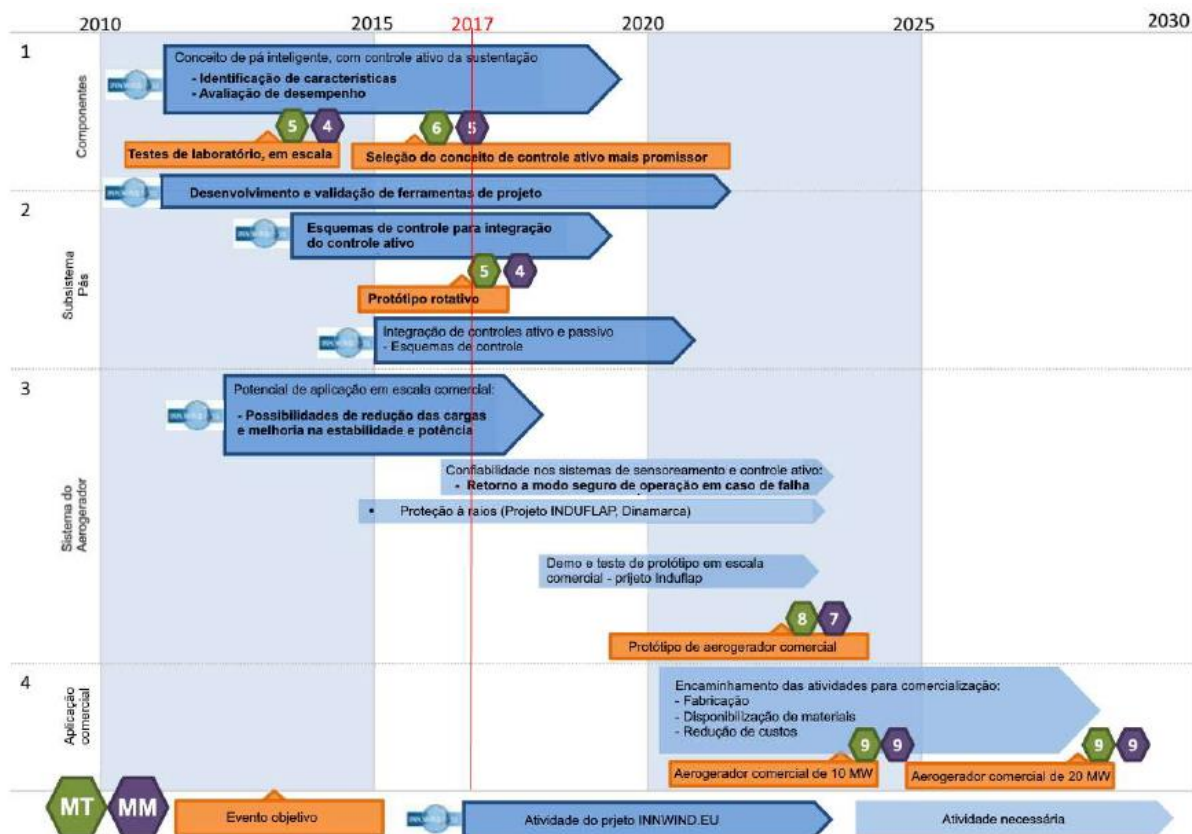 2010 2015 2017 2020 2025 2030
1
Componentes
Conceito de pá inteligente, com controle ativo da sustentação
- Identificação de características
- Avaliação de desempenho
5 4
6 5
Testes de laboratório, em escala
Seleção do conceito de controle ativo mais promissor
Desenvolvimento e validação de ferramentas de projeto
2
Subsistema
Pás
Esquemas de controle para integração
do controle ativo
5 4
Protótipo rotativo
Integração de controles ativo e passivo
- Esquemas de controle
3
Sistema do
Aerogerador
Potencial de aplicação em escala comercial:
- Possibilidades de redução das cargas
e melhoria na estabilidade e potência
Confiabilidade nos sistemas de sensoreamento e controle ativo:
- Retorno a modo seguro de operação em caso de falha
• Proteção à raios (Projeto INDUFLAP, Dinamarca)
Demo e teste de protótipo em escala
comercial - prijeto Induflap
8 7
Protótipo de aerogerador comercial
4
Aplicação
comercial
Encaminhamento das atividades para comercialização:
- Fabricação
- Disponibilização de materiais
- Redução de custos
9 9
9 9
Aerogerador comercial de 10 MW
Aerogerador comercial de 20 MW
MT MM
Evento objetivo
Atividade do prjeto INNWIND.EU
Atividade necessária